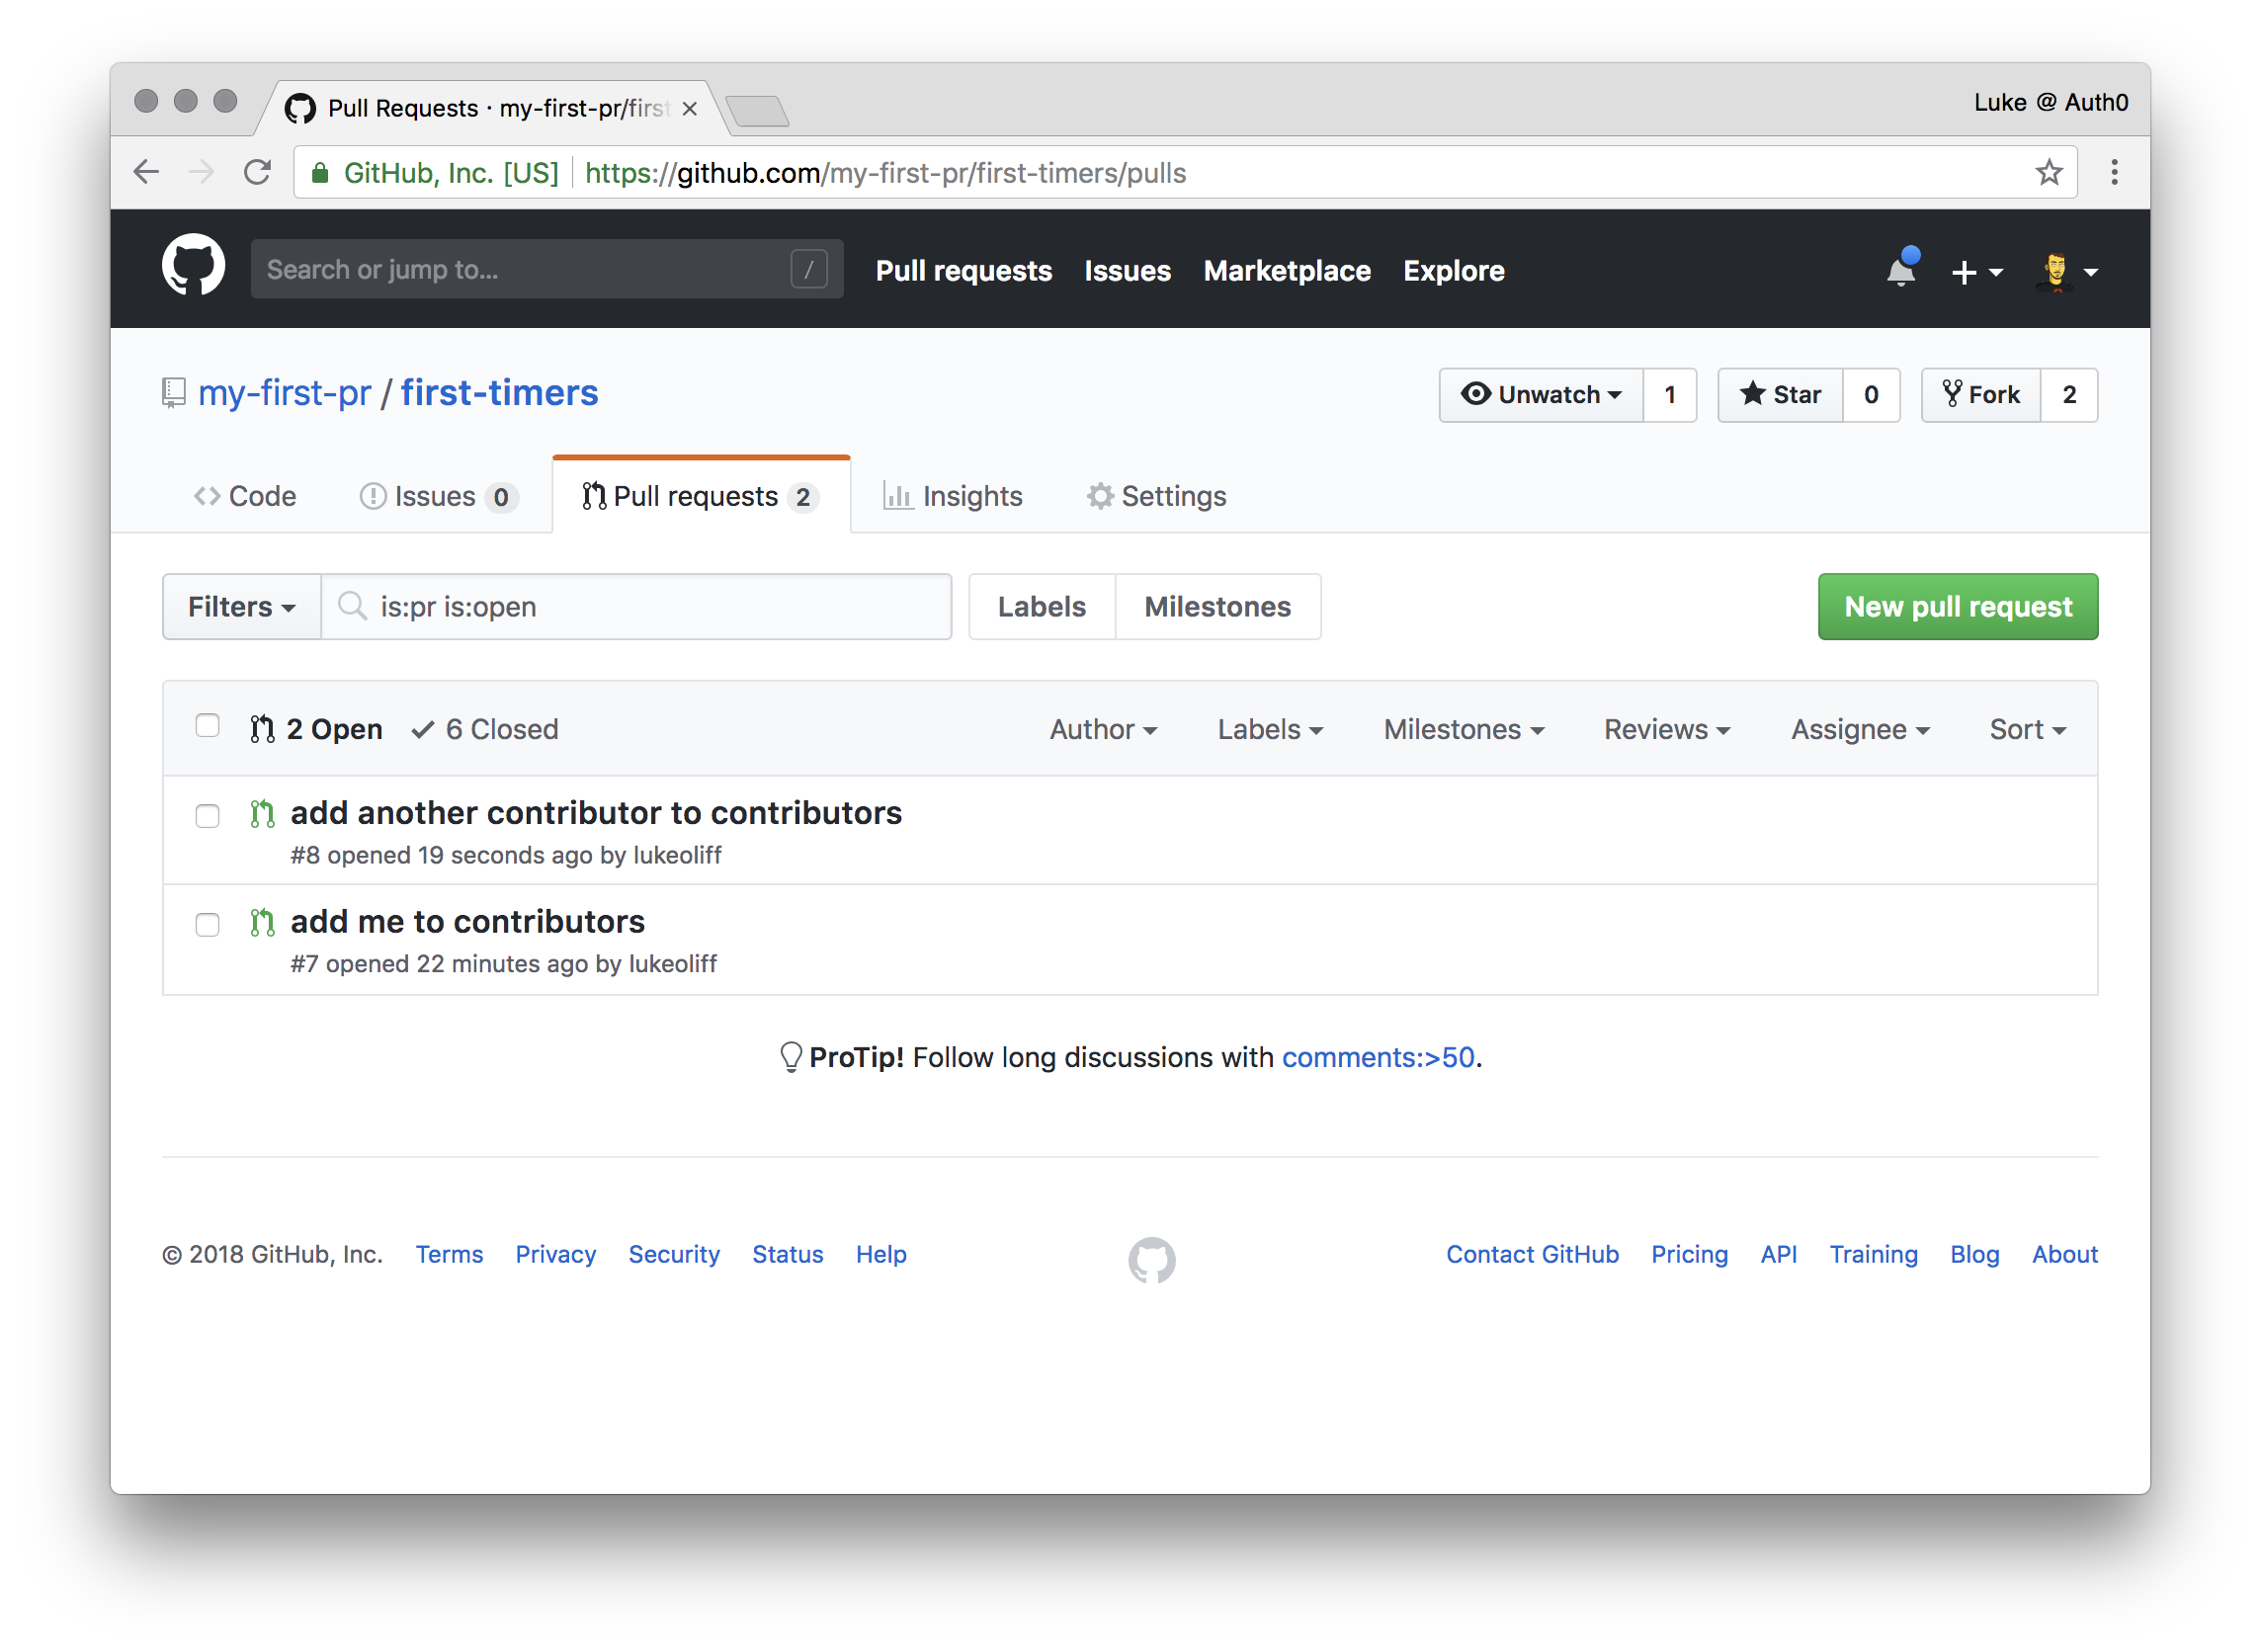 Pull Requests · my-first-pr/first
Luke @ Auth0
GitHub, Inc. [US] https://github.com/my-first-pr/first-timers/pulls
Search or jump to... / Pull requests Issues Marketplace Explore
my-first-pr / first-timers Unwatch 1 Star 0 Fork 2
Code Issues 0 Pull requests 2 Insights Settings
Filters is:pr is:open Labels Milestones New pull request
2 Open 6 Closed Author Labels Milestones Reviews Assignee Sort
add another contributor to contributors
#8 opened 19 seconds ago by lukeoliff
add me to contributors
#7 opened 22 minutes ago by lukeoliff
ProTip! Follow long discussions with comments:>50.
© 2018 GitHub, Inc. Terms Privacy Security Status Help Contact GitHub Pricing API Training Blog About